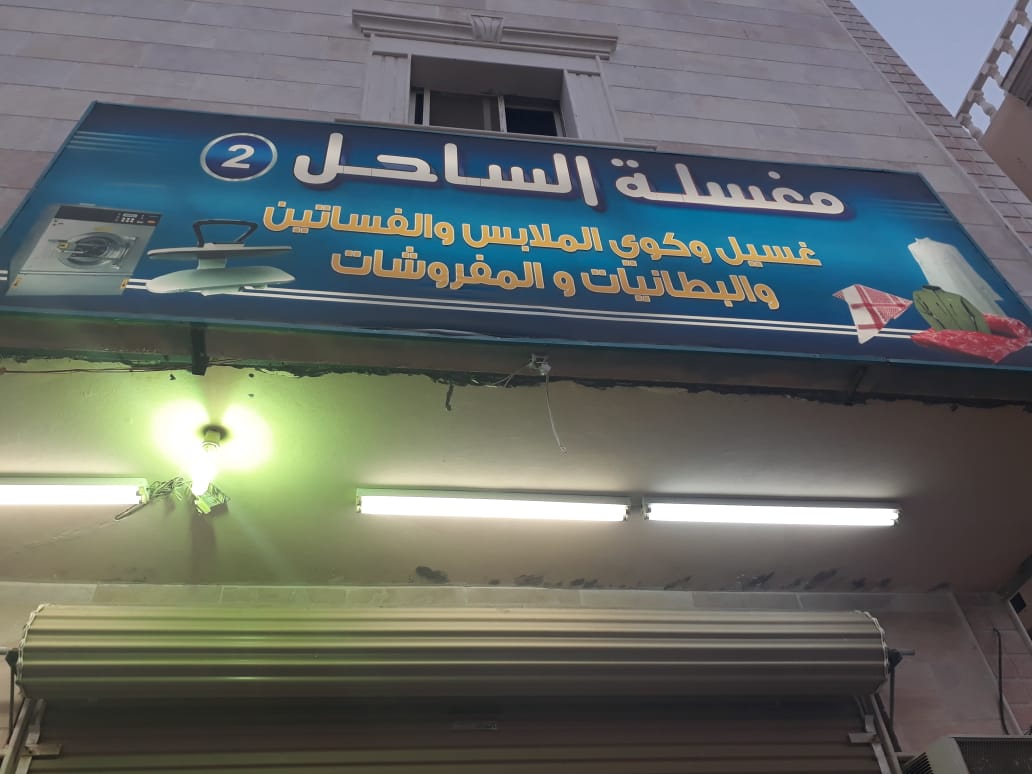 مغسلة الساحل 2
غسيل وكوي الملابس والفساتين
والبطانيات و المفروشات